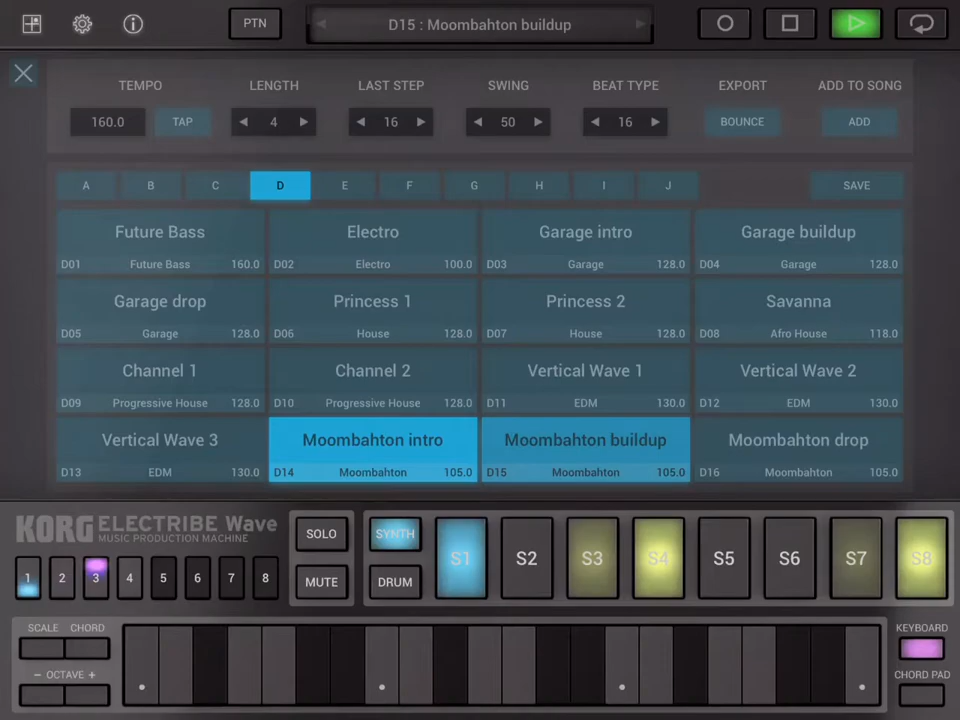 PTN
D15 : Moombahton buildup
TEMPO LENGTH LAST STEP SWING BEAT TYPE EXPORT ADD TO SONG
160.0 TAP 4 16 50 16 BOUNCE ADD
A B C D E F G H I J SAVE
Future Bass Electro Garage intro Garage buildup
D01 Future Bass 160.0 D02 Electro 100.0 D03 Garage 128.0 D04 Garage 128.0
Garage drop Princess 1 Princess 2 Savanna
D05 Garage 128.0 D06 House 128.0 D07 House 128.0 D08 Afro House 118.0
Channel 1 Channel 2 Vertical Wave 1 Vertical Wave 2
D09 Progressive House 128.0 D10 Progressive House 128.0 D11 EDM 130.0 D12 EDM 130.0
Vertical Wave 3 Moombahton intro Moombahton buildup Moombahton drop
D13 EDM 130.0 D14 Moombahton 105.0 D15 Moombahton 105.0 D16 Moombahton 105.0
KORG ELECTRIBE Wave
MUSIC PRODUCTION MACHINE
SOLO SYNTH
S1 S2 S3 S4 S5 S6 S7 S8
1 2 3 4 5 6 7 8
MUTE DRUM
SCALE CHORD KEYBOARD
− OCTAVE + CHORD PAD